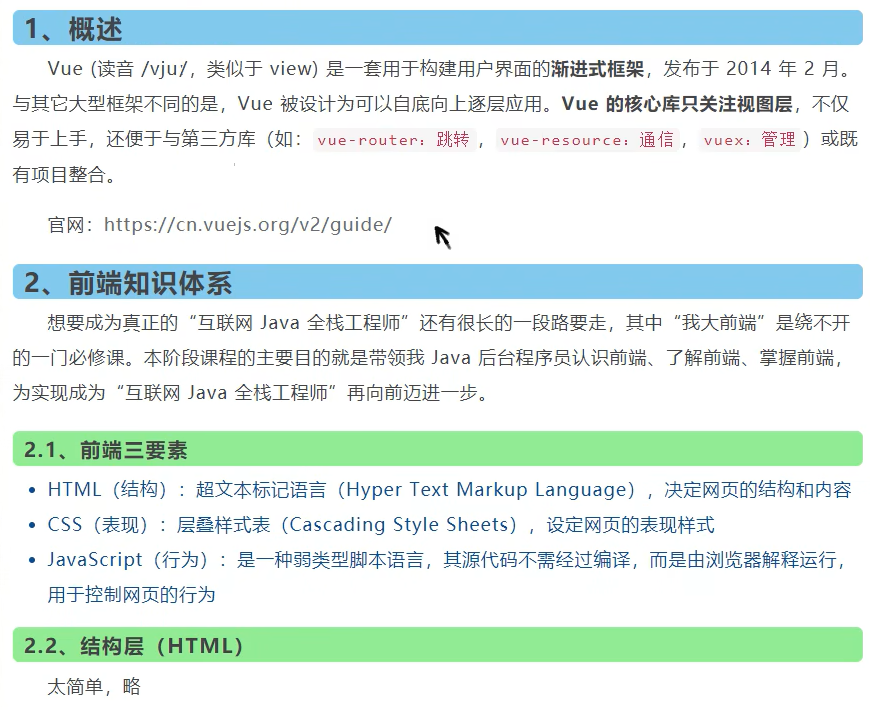 1、概述
Vue (读音 /vju/，类似于 view) 是一套用于构建用户界面的渐进式框架，发布于 2014 年 2 月。
与其它大型框架不同的是，Vue 被设计为可以自底向上逐层应用。Vue 的核心库只关注视图层，不仅
易于上手，还便于与第三方库（如：vue-router：跳转，vue-resource：通信，vuex：管理）或既
有项目整合。
官网：https://cn.vuejs.org/v2/guide/
2、前端知识体系
想要成为真正的“互联网 Java 全栈工程师”还有很长的一段路要走，其中“我大前端”是绕不开
的一门必修课。本阶段课程的主要目的就是带领我 Java 后台程序员认识前端、了解前端、掌握前端，
为实现成为“互联网 Java 全栈工程师”再向前迈进一步。
2.1、前端三要素
• HTML（结构）：超文本标记语言（Hyper Text Markup Language），决定网页的结构和内容
• CSS（表现）：层叠样式表（Cascading Style Sheets），设定网页的表现样式
• JavaScript（行为）：是一种弱类型脚本语言，其源代码不需经过编译，而是由浏览器解释运行，
用于控制网页的行为
2.2、结构层（HTML）
太简单，略